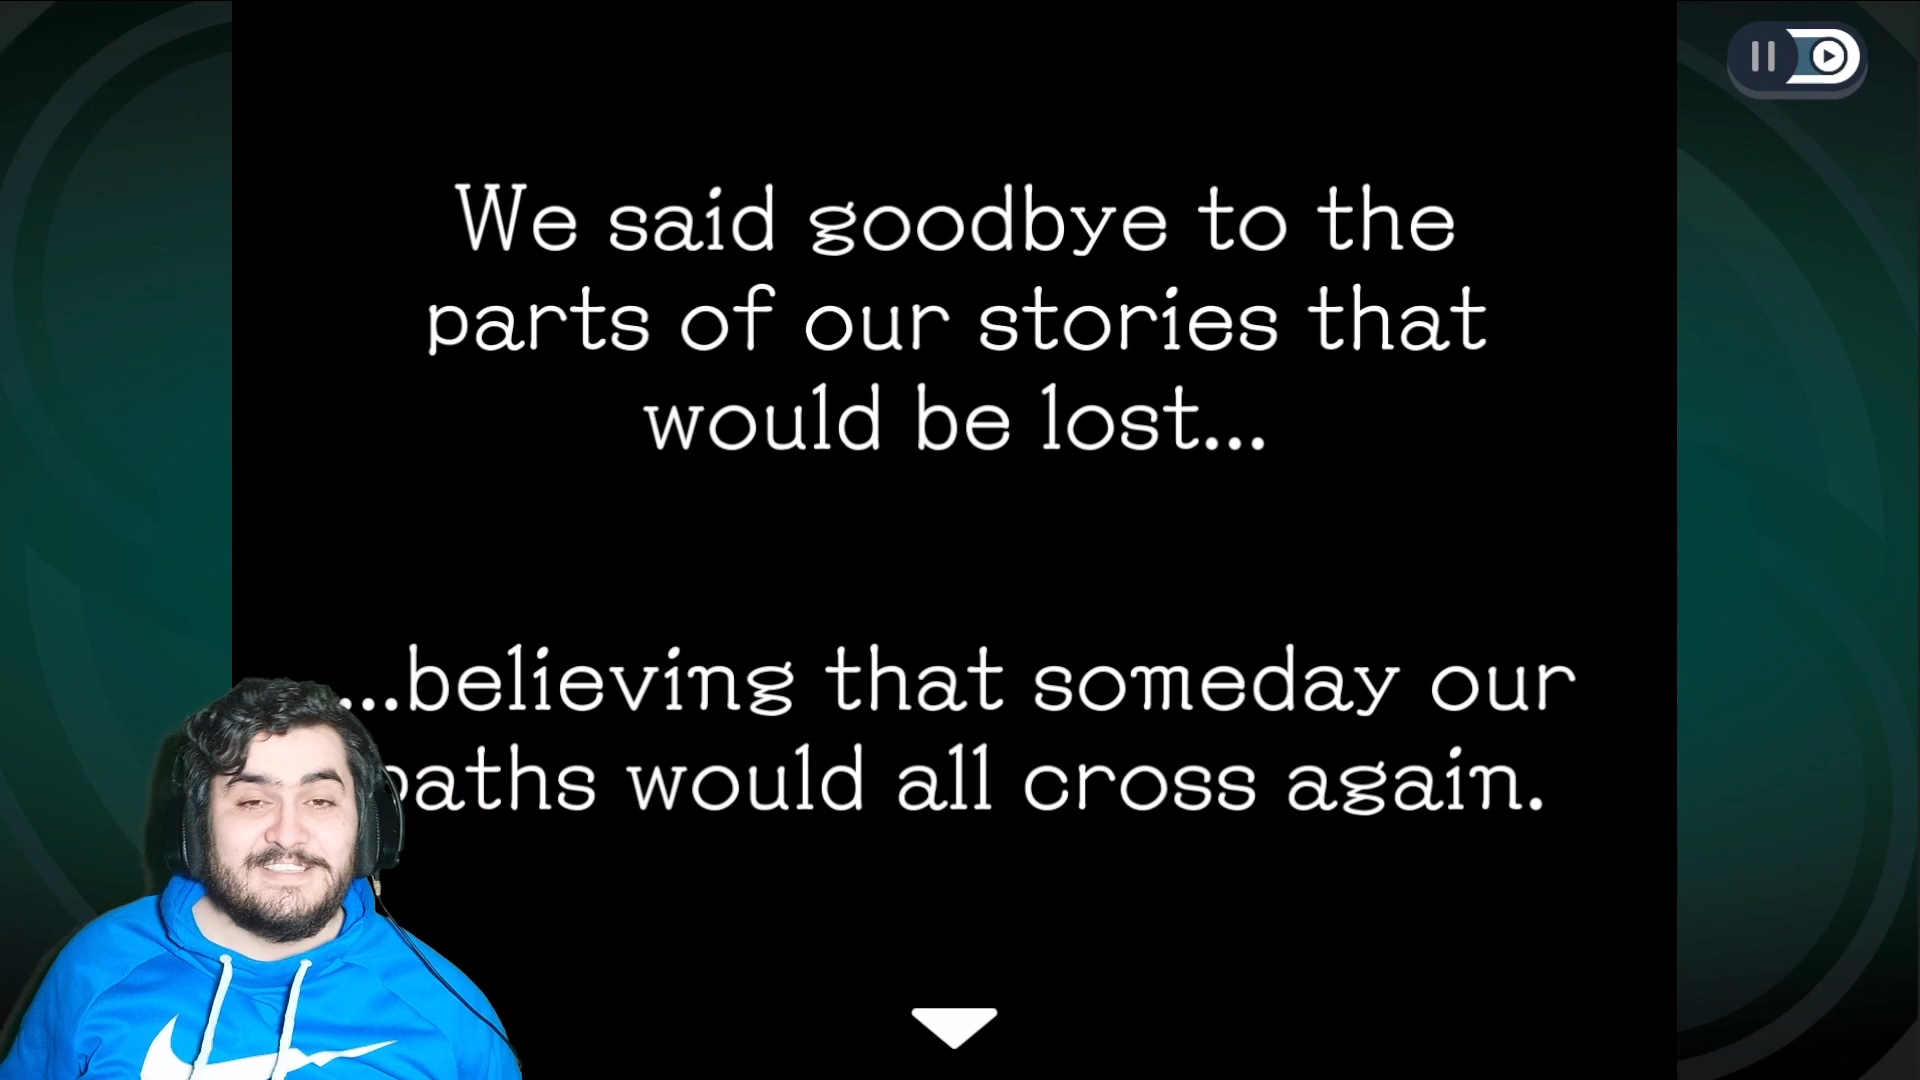 We said goodbye to the
parts of our stories that
would be lost...
...believing that someday our
paths would all cross again.